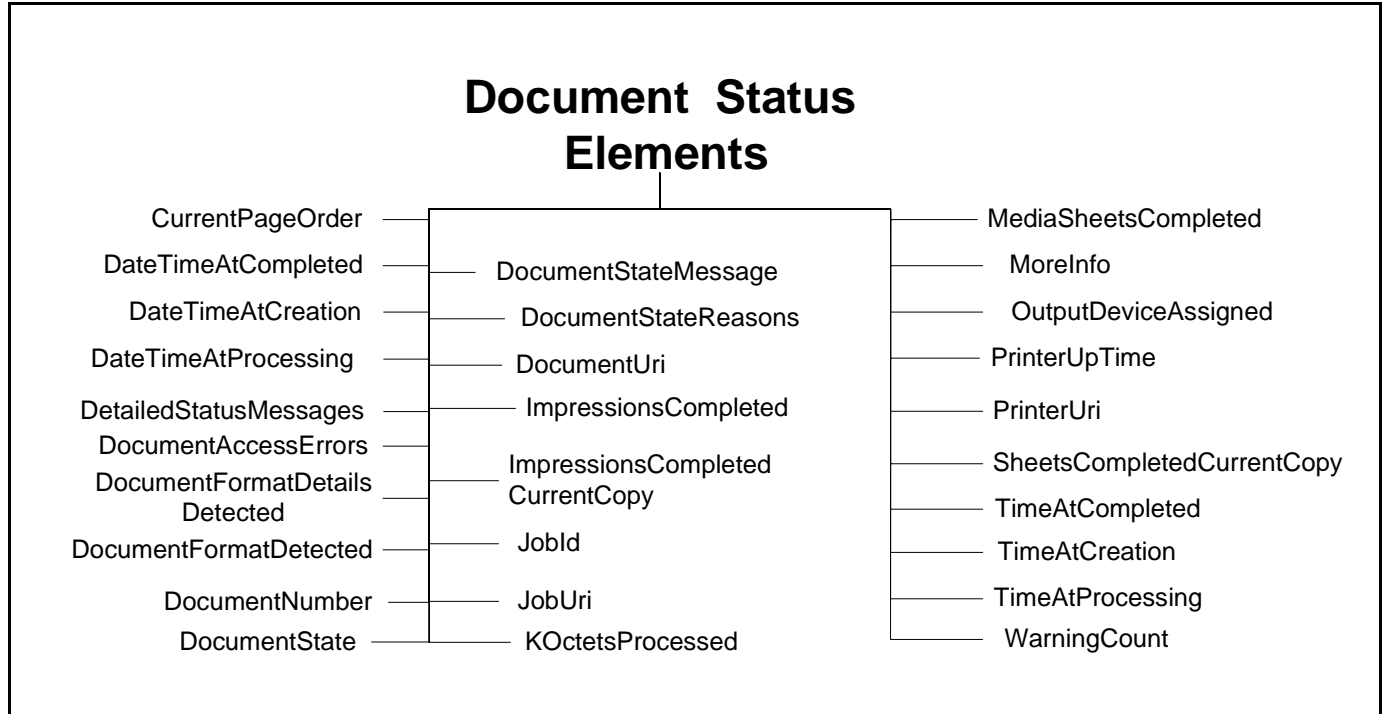 Document Status
Elements
CurrentPageOrder
DateTimeAtCompleted
DateTimeAtCreation
DateTimeAtProcessing
DetailedStatusMessages
DocumentAccessErrors
DocumentFormatDetails
Detected
DocumentFormatDetected
DocumentNumber
DocumentState
DocumentStateMessage
DocumentStateReasons
DocumentUri
ImpressionsCompleted
ImpressionsCompleted
CurrentCopy
JobId
JobUri
KOctetsProcessed
MediaSheetsCompleted
MoreInfo
OutputDeviceAssigned
PrinterUpTime
PrinterUri
SheetsCompletedCurrentCopy
TimeAtCompleted
TimeAtCreation
TimeAtProcessing
WarningCount